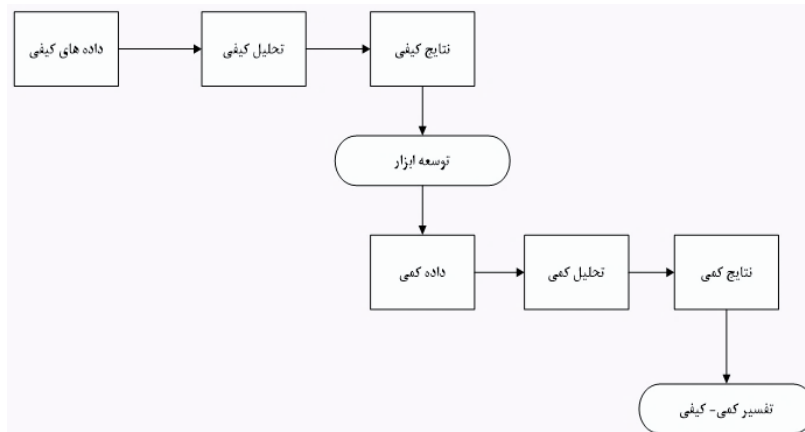 داده های کیفی
تحلیل کیفی
نتایج کیفی
توسعه ابزار
داده کمی
تحلیل کمی
نتایج کمی
تفسیر کمی- کیفی